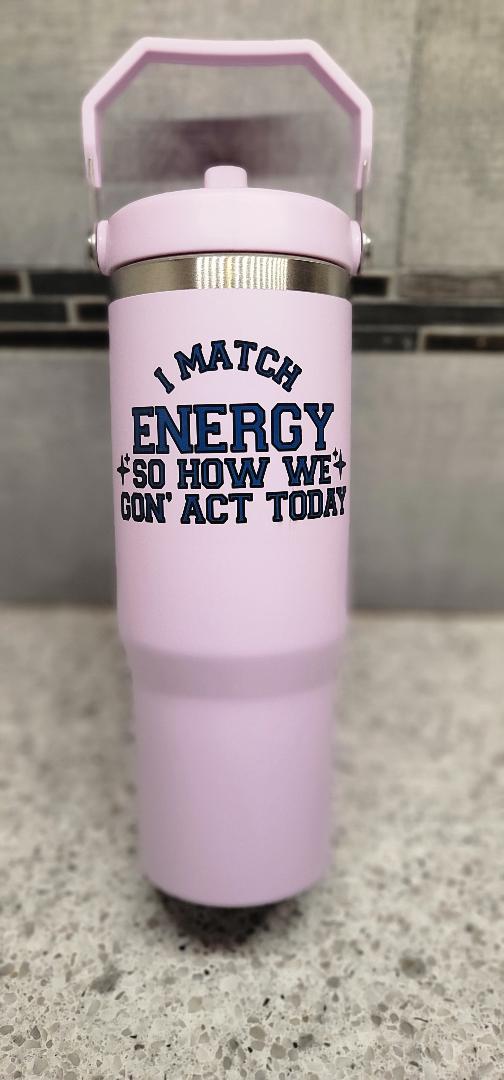 I MATCH
ENERGY
SO HOW WE
GON' ACT TODAY